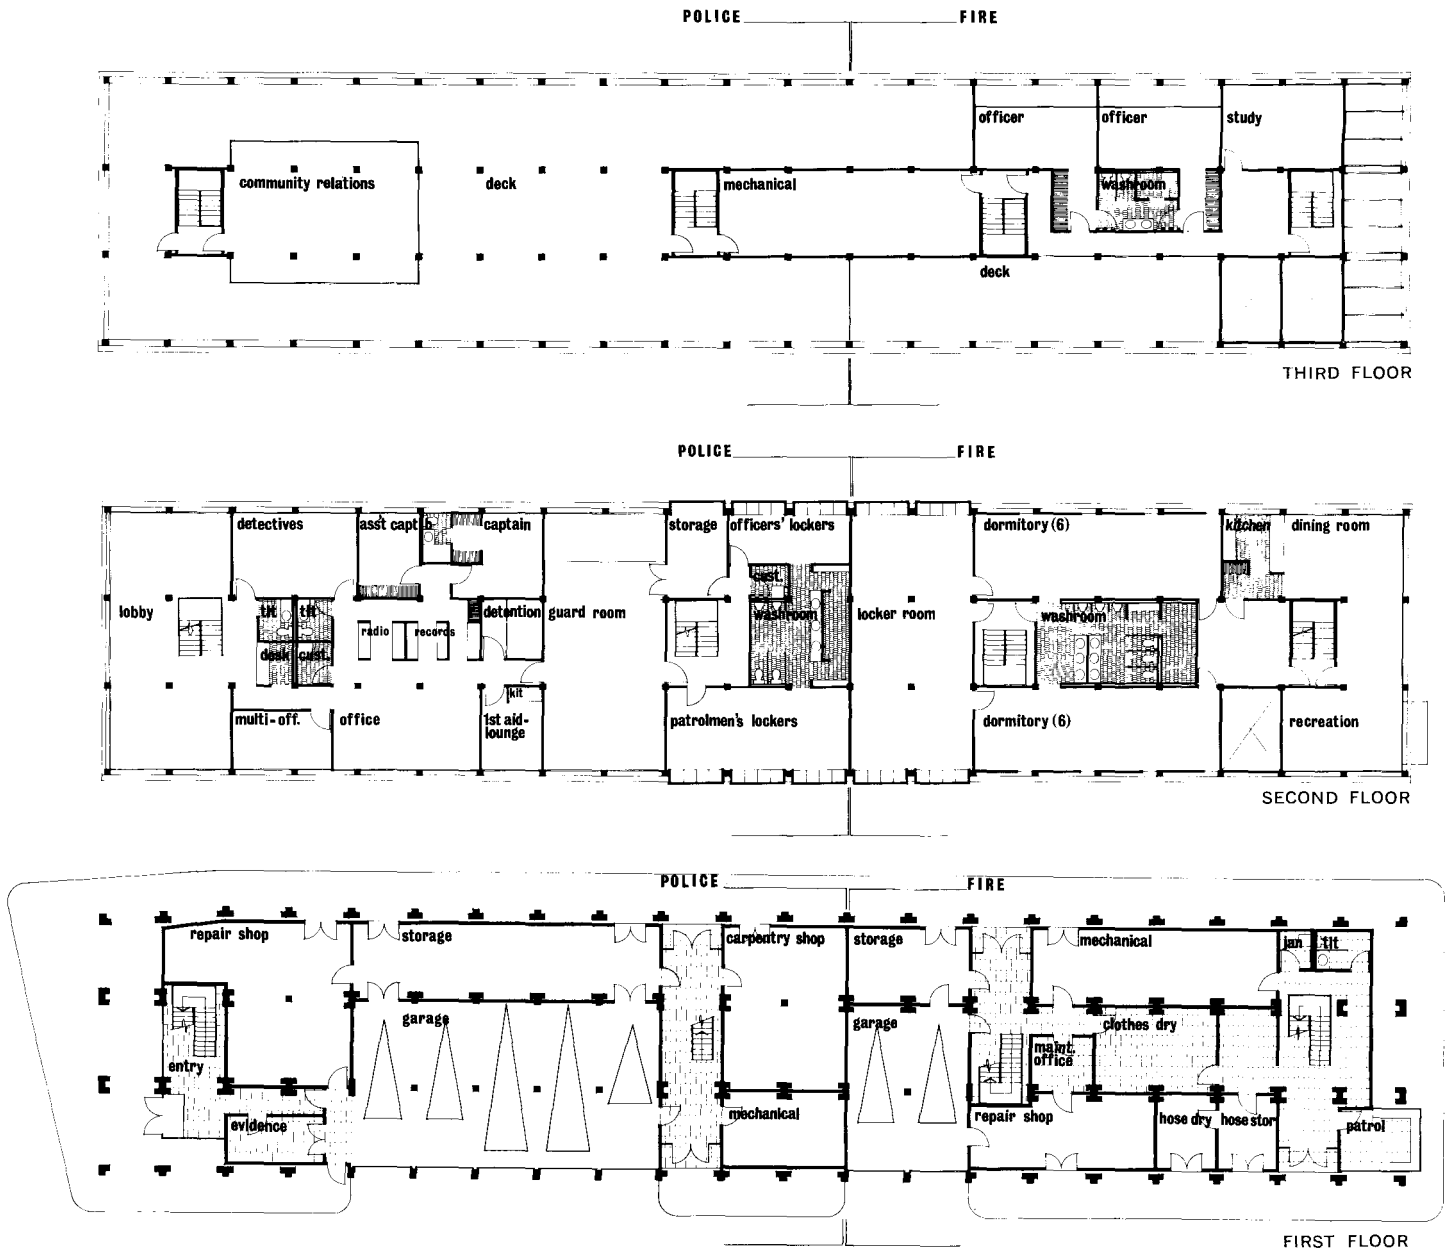 POLICE FIRE
officer officer study
community relations deck mechanical washroom
deck
THIRD FLOOR
POLICE FIRE
detectives ass't capt. b. captain storage officers' lockers dormitory (6) kitchen dining room
cust.
lobby tlt tlt detention guard room washroom locker room washroom
radio records
desk cust.
kit
multi-off. office 1st aid- patrolmen's lockers dormitory (6) recreation
lounge
SECOND FLOOR
POLICE FIRE
repair shop storage carpentry shop storage mechanical jan tlt
garage garage clothes dry
maint.
office
entry
evidence mechanical repair shop hose dry hose stor patrol
FIRST FLOOR